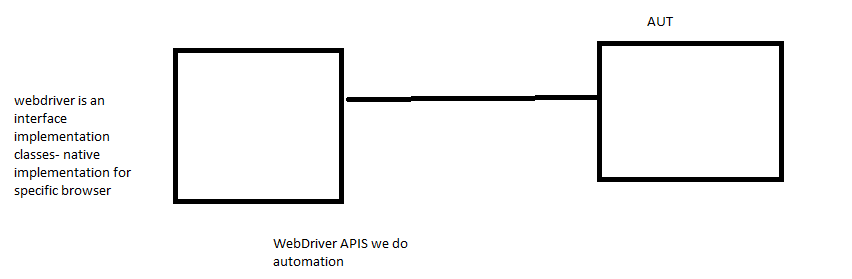 AUT
webdriver is an
interface
implementation
classes- native
implementation for
specific browser
WebDriver APIS we do
automation